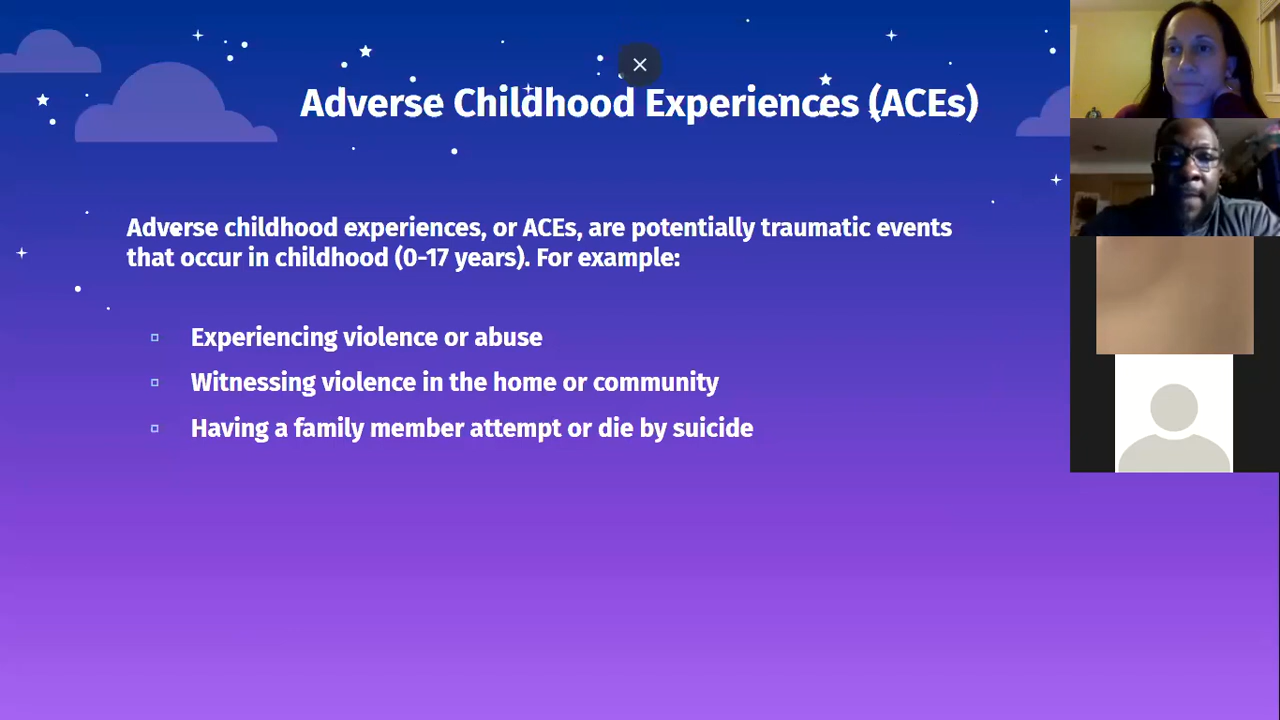 Adverse Childhood Experiences (ACEs)
Adverse childhood experiences, or ACEs, are potentially traumatic events
that occur in childhood (0-17 years). For example:
Experiencing violence or abuse
Witnessing violence in the home or community
Having a family member attempt or die by suicide